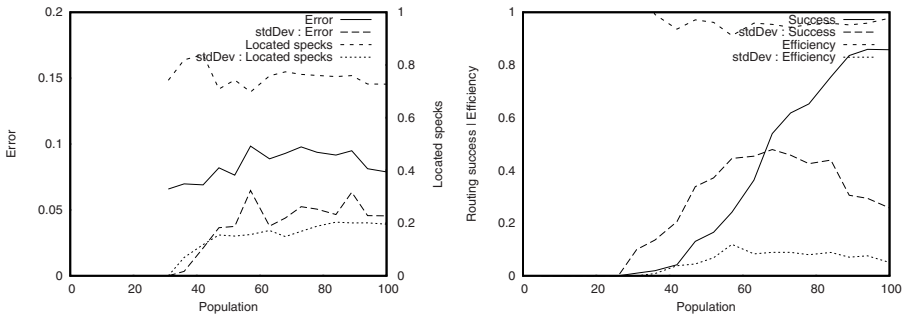 0.2
0.15
0.1
0.05
0
Error
0 20 40 60 80 100
Population
1
0.8
0.6
0.4
0.2
0
Located specks
Error
stdDev : Error
Located specks
stdDev : Located specks
1
0.8
0.6
0.4
0.2
0
Routing success | Efficiency
0 20 40 60 80 100
Population
Success
stdDev : Success
Efficiency
stdDev : Efficiency